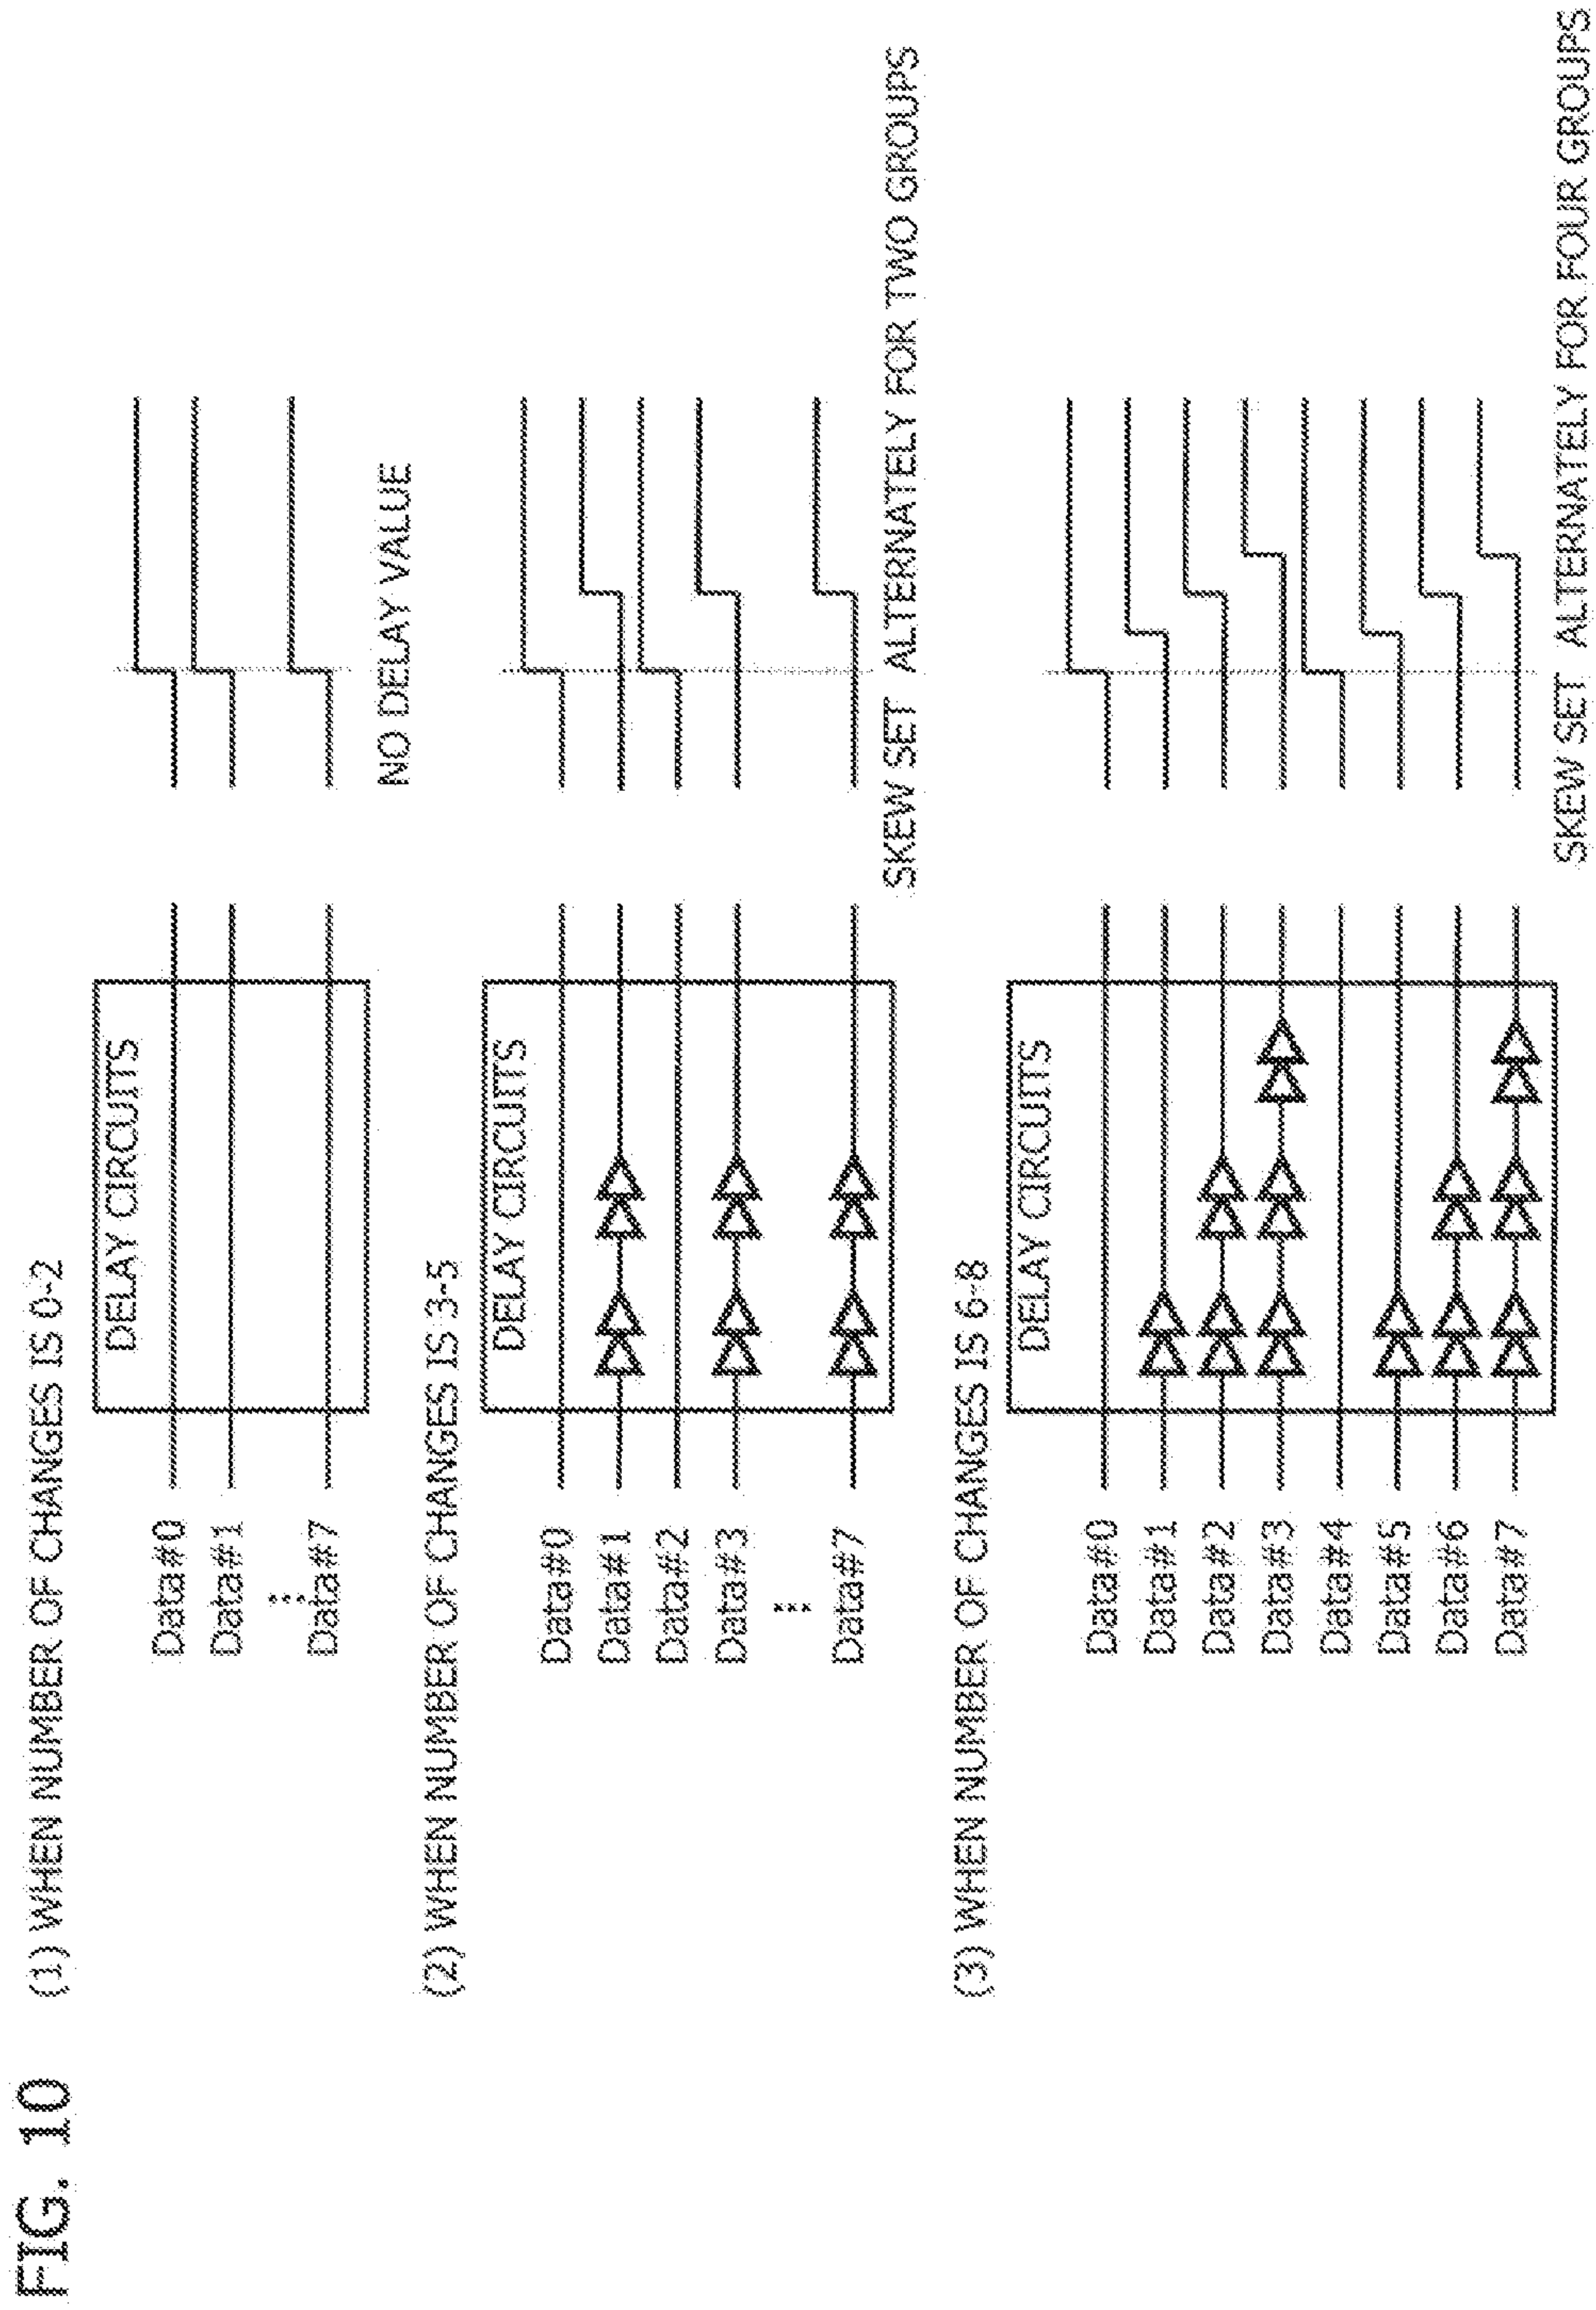 FIG. 10
(1) WHEN NUMBER OF CHANGES IS 0-2
DELAY CIRCUITS
Data#0
Data#1
⋮
Data#7
NO DELAY VALUE
(2) WHEN NUMBER OF CHANGES IS 3-5
DELAY CIRCUITS
Data#0
Data#1
Data#2
Data#3
⋮
Data#7
SKEW SET ALTERNATELY FOR TWO GROUPS
(3) WHEN NUMBER OF CHANGES IS 6-8
DELAY CIRCUITS
Data#0
Data#1
Data#2
Data#3
Data#4
Data#5
Data#6
Data#7
SKEW SET ALTERNATELY FOR FOUR GROUPS